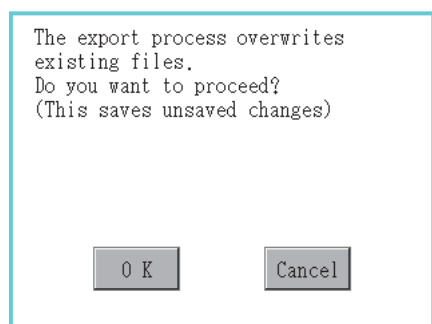 The export process overwrites
existing files.
Do you want to proceed?
(This saves unsaved changes)
O K
Cancel